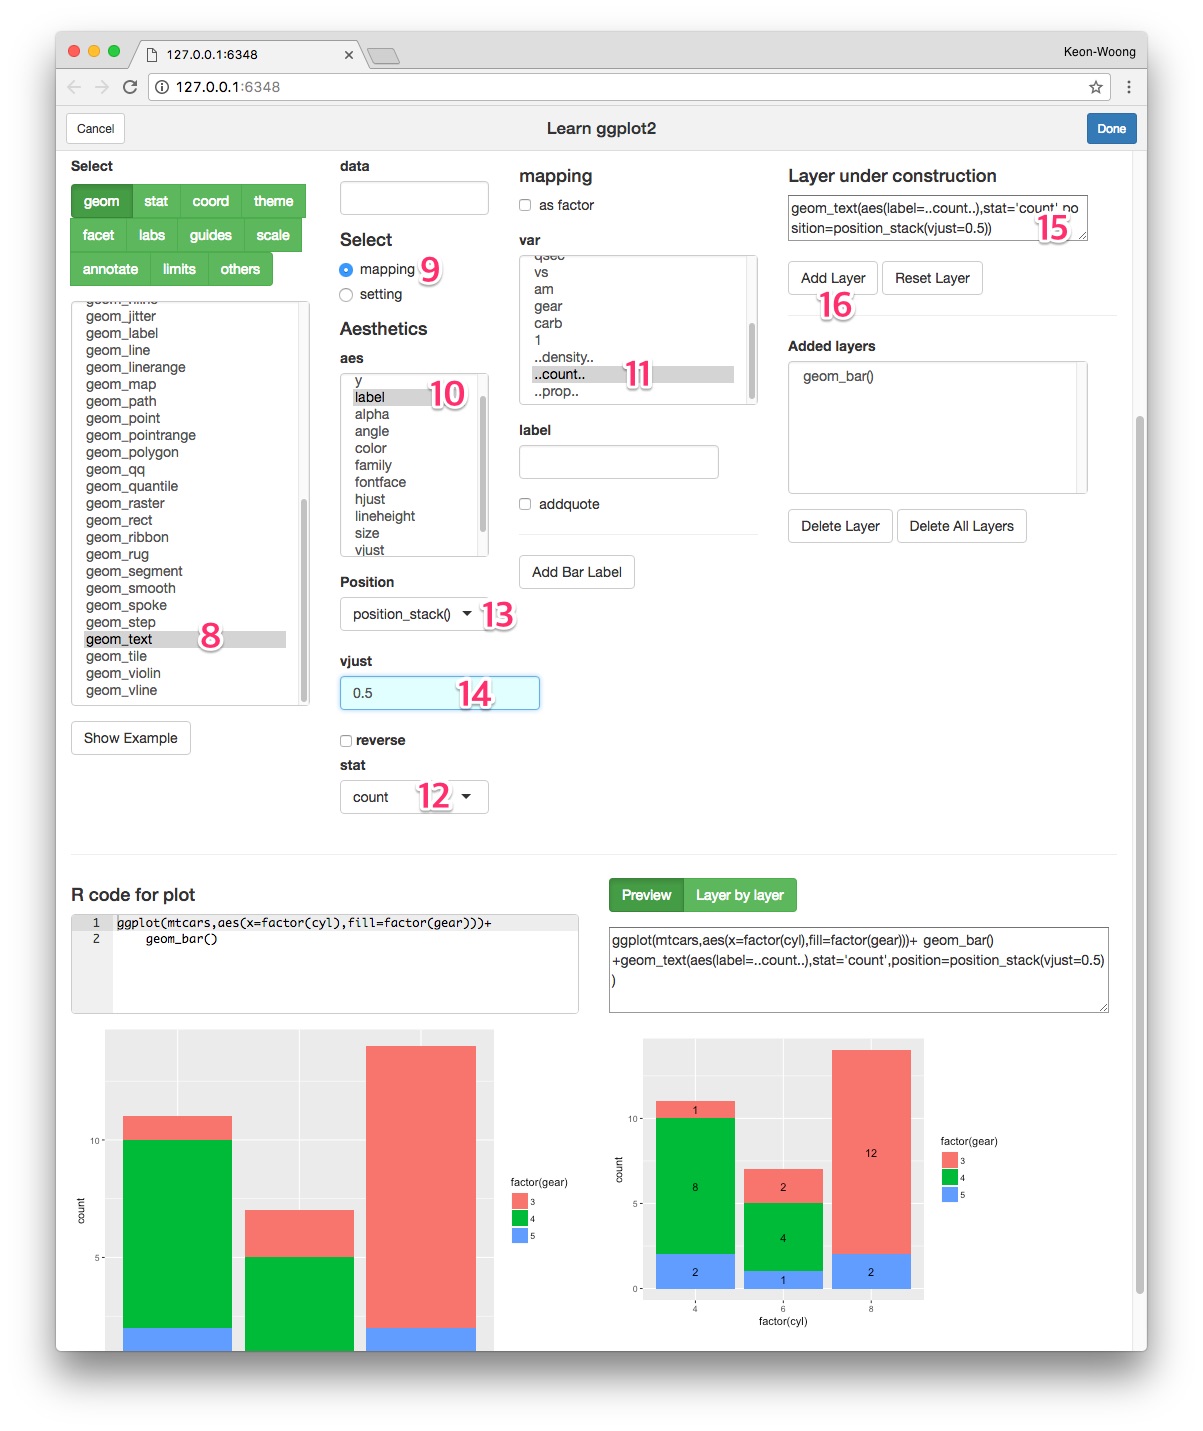 127.0.0.1:6348
Keon-Woong
127.0.0.1:6348
Cancel
Learn ggplot2
Done
Select
geom stat coord theme
facet labs guides scale
annotate limits others
geom_jitter
geom_label
geom_line
geom_linerange
geom_map
geom_path
geom_point
geom_pointrange
geom_polygon
geom_qq
geom_quantile
geom_raster
geom_rect
geom_ribbon
geom_rug
geom_segment
geom_smooth
geom_spoke
geom_step
geom_text 8
geom_tile
geom_violin
geom_vline
Show Example
data
Select
mapping 9
setting
Aesthetics
aes
y
label 10
alpha
angle
color
family
fontface
hjust
lineheight
size
vjust
Position
position_stack() 13
vjust
0.5 14
reverse
stat
count 12
mapping
as factor
var
qsec
vs
am
gear
carb
1
..density..
..count.. 11
..prop..
label
addquote
Add Bar Label
Layer under construction
geom_text(aes(label=..count..),stat='count',po
sition=position_stack(vjust=0.5)) 15
Add Layer Reset Layer
16
Added layers
geom_bar()
Delete Layer Delete All Layers
R code for plot
1 ggplot(mtcars,aes(x=factor(cyl),fill=factor(gear)))+
2 geom_bar()
Preview Layer by layer
ggplot(mtcars,aes(x=factor(cyl),fill=factor(gear)))+ geom_bar()
+geom_text(aes(label=..count..),stat='count',position=position_stack(vjust=0.5)
)
10
5
count
factor(gear)
3
4
5
10
5
0
count
1
8
2
2
4
1
12
2
4 6 8
factor(cyl)
factor(gear)
3
4
5